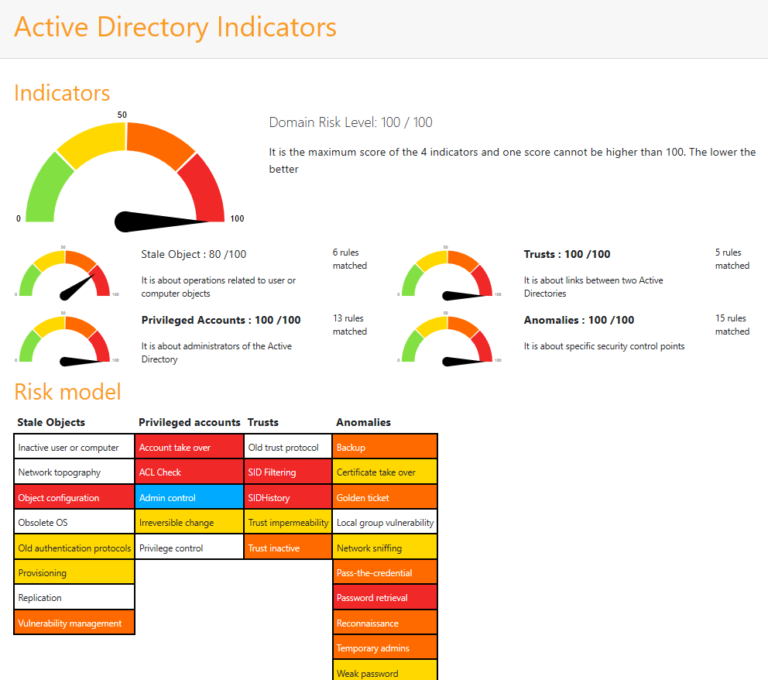 Active Directory Indicators
Indicators
50
0
100
Domain Risk Level: 100 / 100
It is the maximum score of the 4 indicators and one score cannot be higher than 100. The lower the
better
50
0
100
Stale Object : 80 /100
It is about operations related to user or
computer objects
6 rules
matched
50
0
100
Trusts : 100 /100
It is about links between two Active
Directories
5 rules
matched
50
0
100
Privileged Accounts : 100 /100
It is about administrators of the Active
Directory
13 rules
matched
50
0
100
Anomalies : 100 /100
It is about specific security control points
15 rules
matched
Risk model
Stale Objects Privileged accounts Trusts Anomalies
Inactive user or computer Account take over Old trust protocol Backup
Network topography ACL Check SID Filtering Certificate take over
Object configuration Admin control SIDHistory Golden ticket
Obsolete OS Irreversible change Trust impermeability Local group vulnerability
Old authentication protocols Privilege control Trust inactive Network sniffing
Provisioning Pass-the-credential
Replication Password retrieval
Vulnerability management Reconnaissance
Temporary admins
Weak password